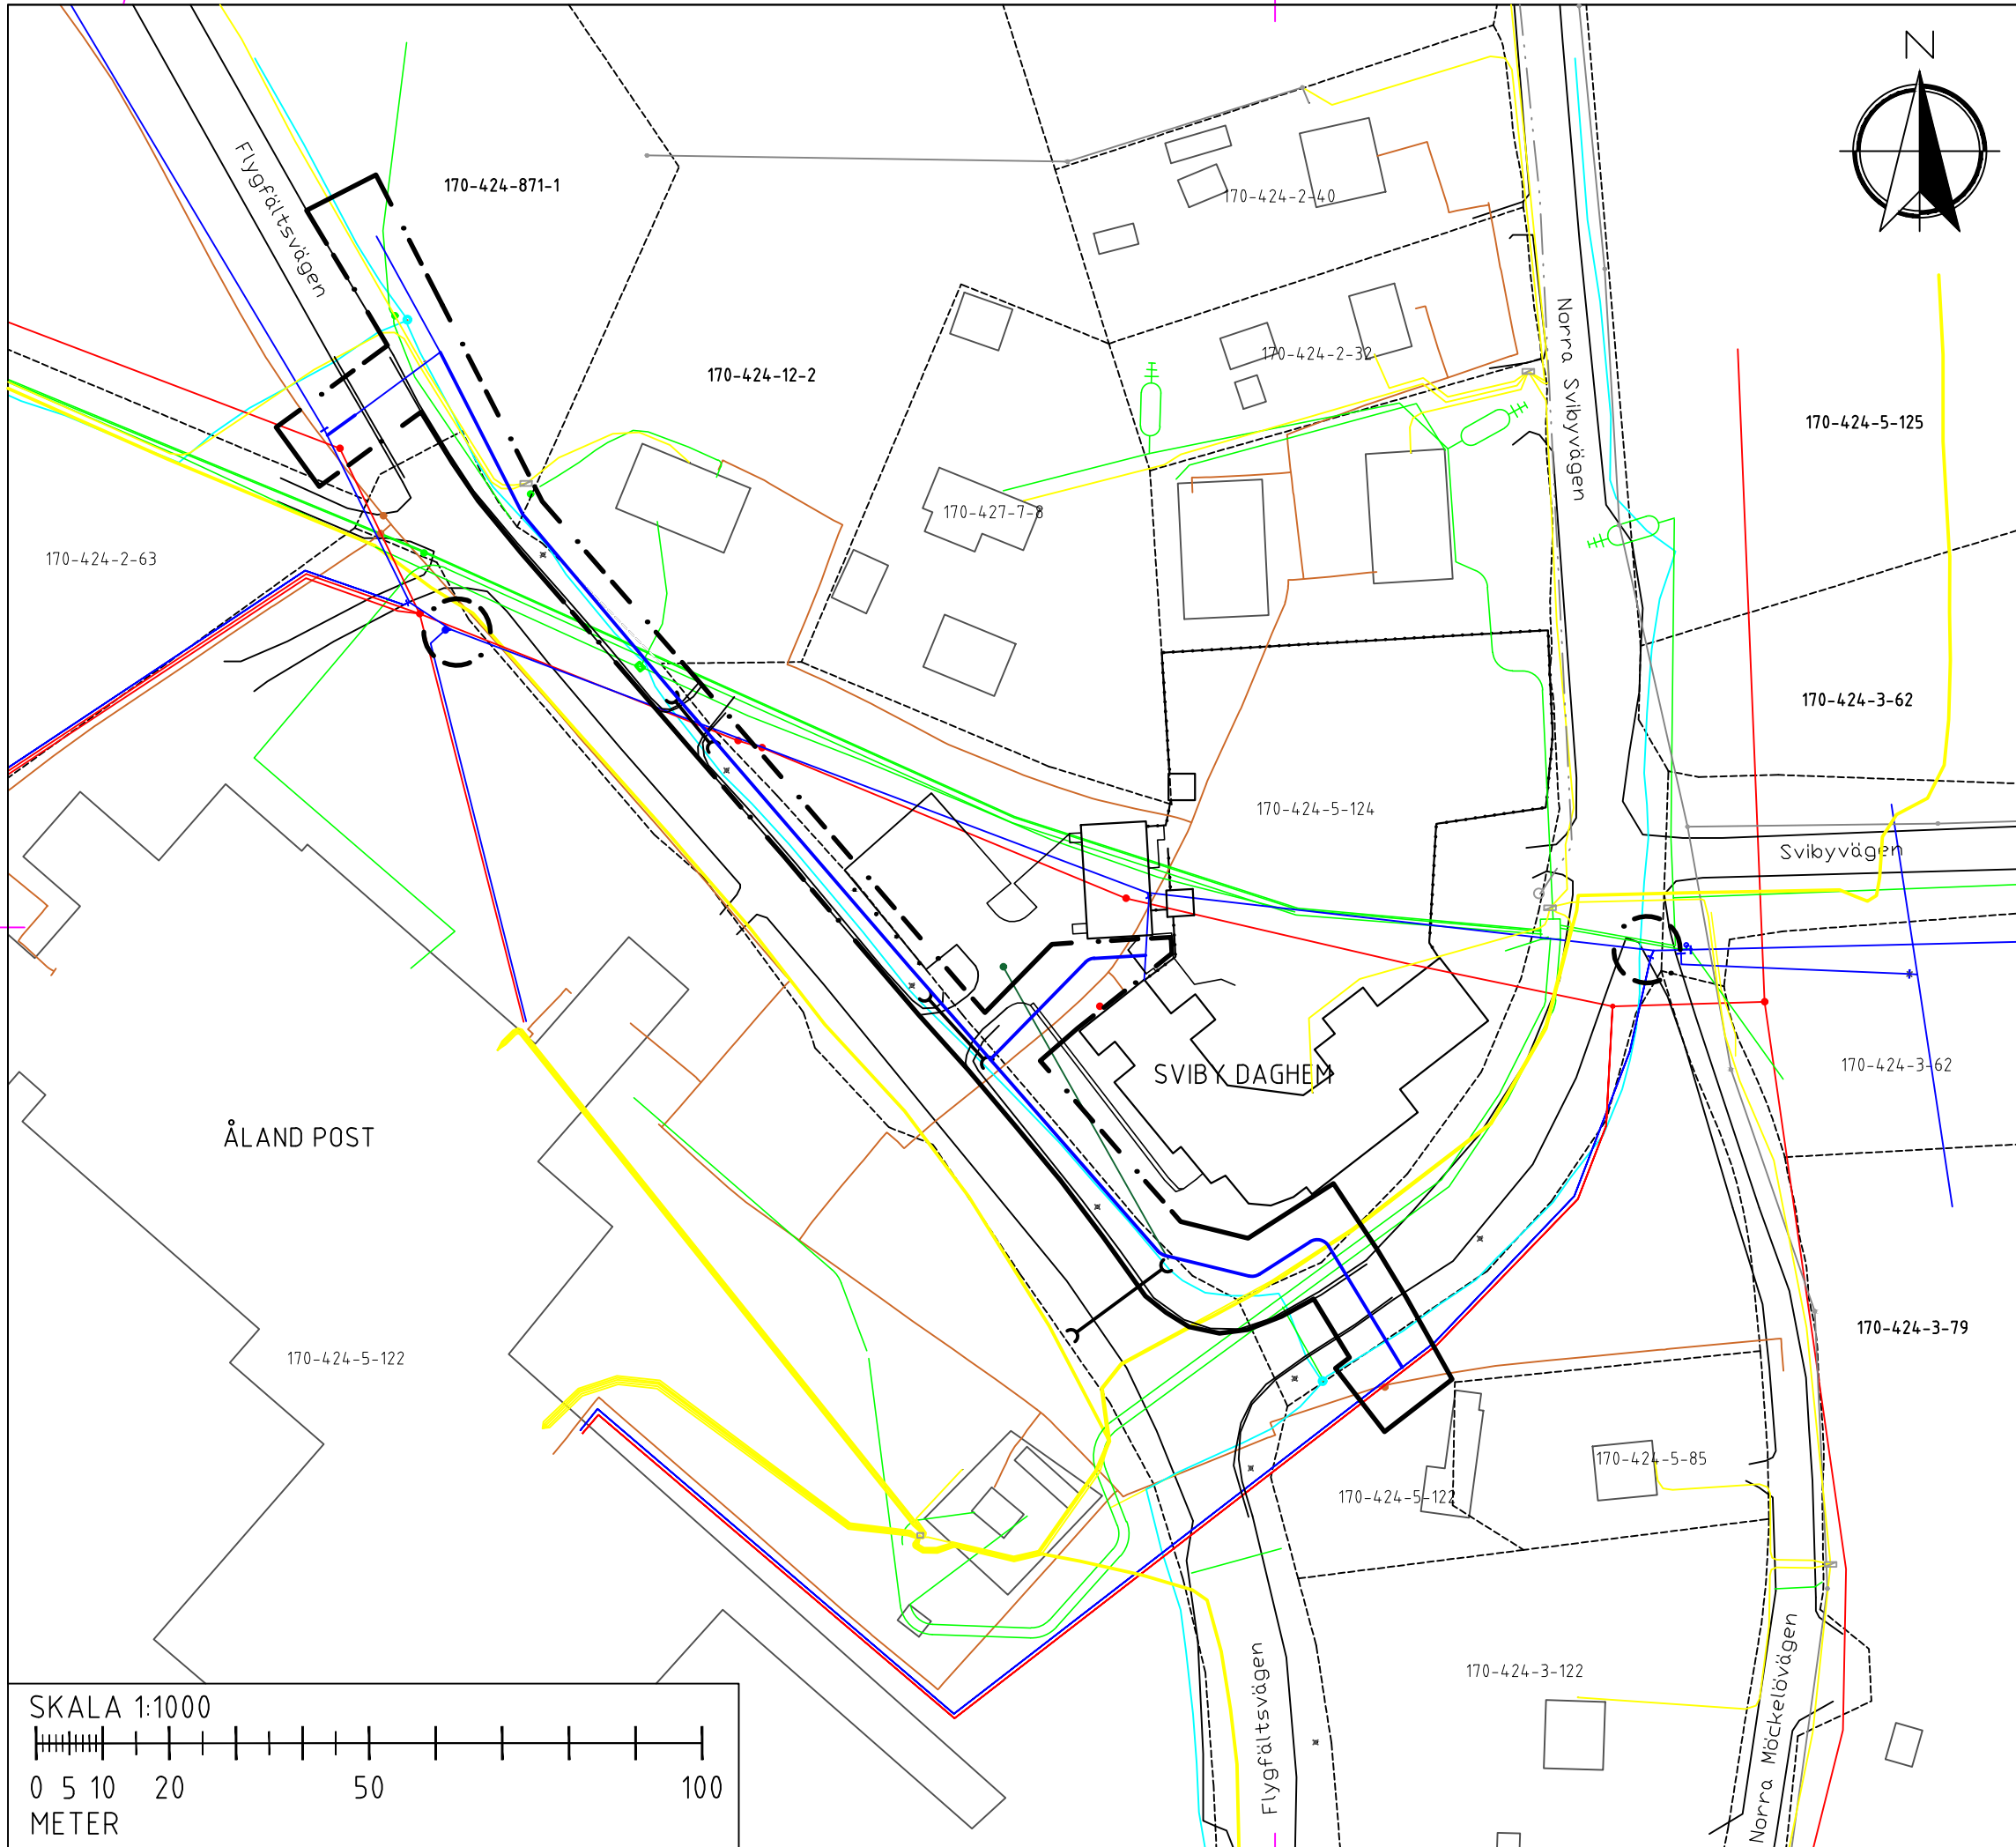 N
Flygfältsvägen
170-424-871-1
170-424-2-40
170-424-12-2
170-424-2-32
Norra Svibyvägen
170-424-5-125
170-427-7-8
170-424-2-63
170-424-3-62
170-424-5-124
Svibyvägen
170-424-3-62
SVIBY DAGHEM
ÅLAND POST
170-424-3-79
170-424-5-122
170-424-5-85
170-424-5-122
170-424-3-122
Flygfältsvägen
Norra Möckelövägen
SKALA 1:1000
0 5 10 20 50 100
METER